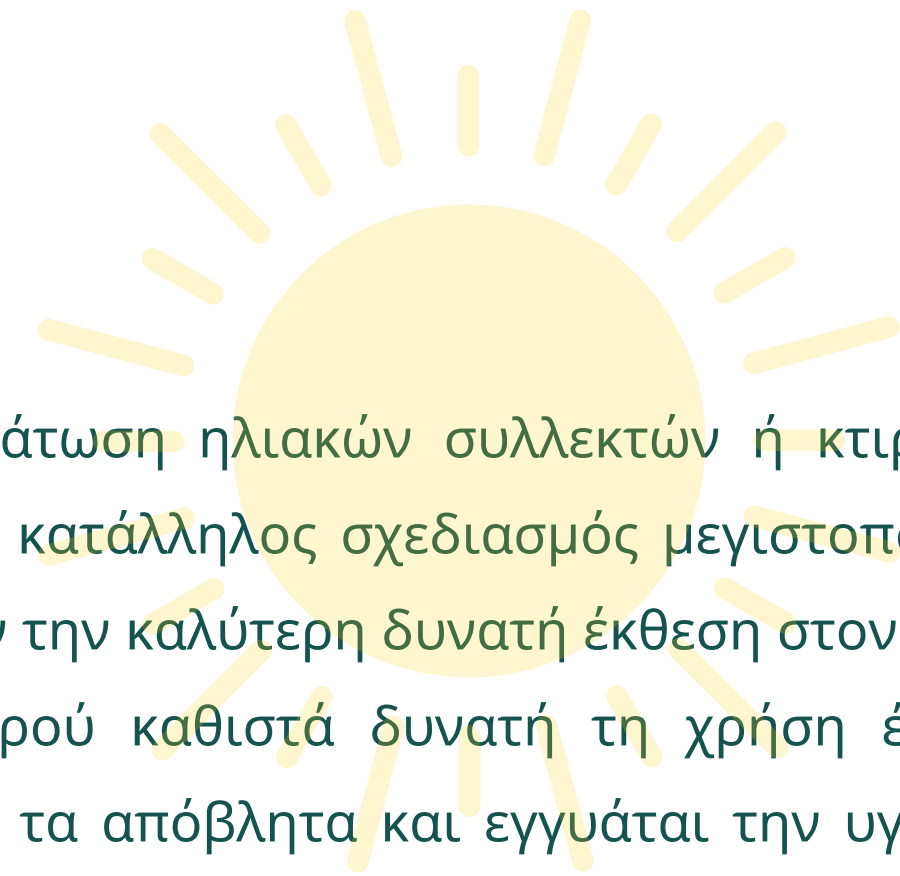 άτωση ηλιακών συλλεκτών ή κτιρ
κατάλληλος σχεδιασμός μεγιστοπ
την καλύτερη δυνατή έκθεση στον
ρού καθιστά δυνατή τη χρήση έ
τα απόβλητα και εγγυάται την υγ